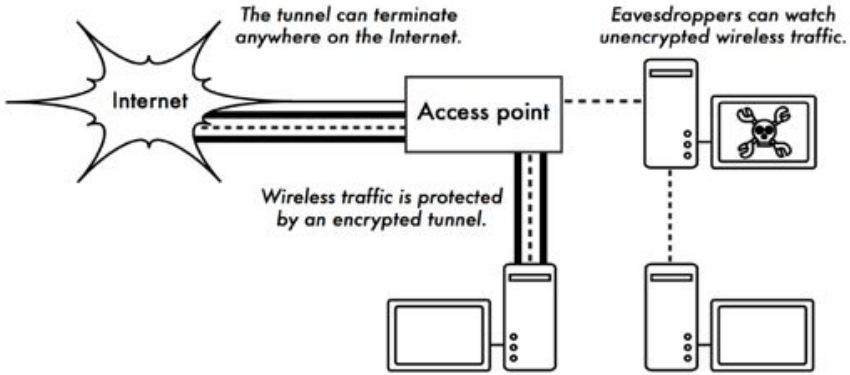 The tunnel can terminate
anywhere on the Internet.
Eavesdroppers can watch
unencrypted wireless traffic.
Internet
Access point
Wireless traffic is protected
by an encrypted tunnel.